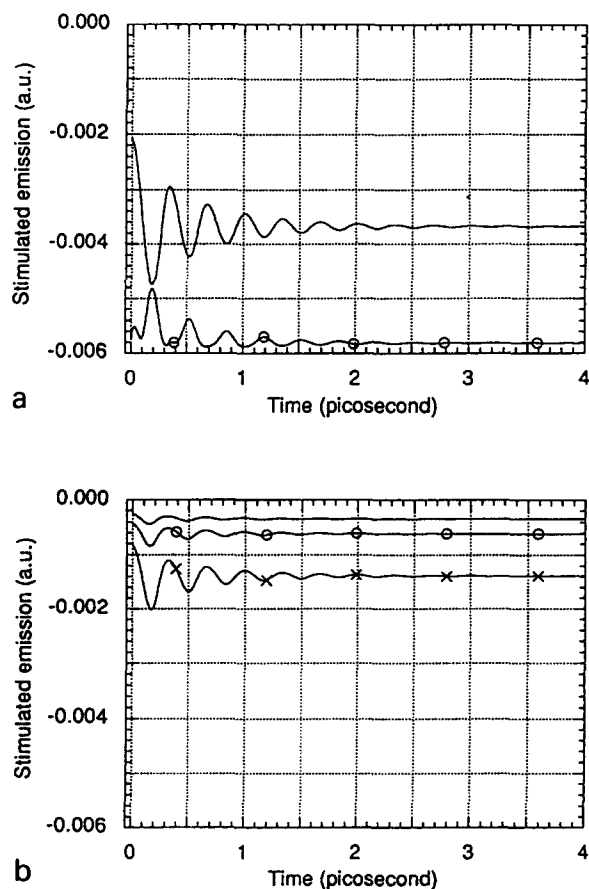 0.000
-0.002
-0.004
-0.006
Stimulated emission (a.u.)
0 1 2 3 4
Time (picosecond)
a
0.000
-0.002
-0.004
-0.006
Stimulated emission (a.u.)
0 1 2 3 4
Time (picosecond)
b